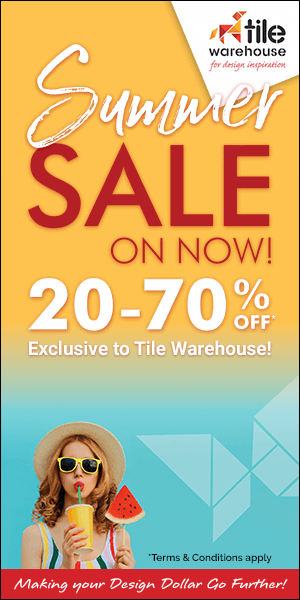 tile
warehouse
for design inspiration
Summer
SALE
ON NOW!
20-70%
OFF*
Exclusive to Tile Warehouse!
*Terms & Conditions apply
Making your Design Dollar Go Further!